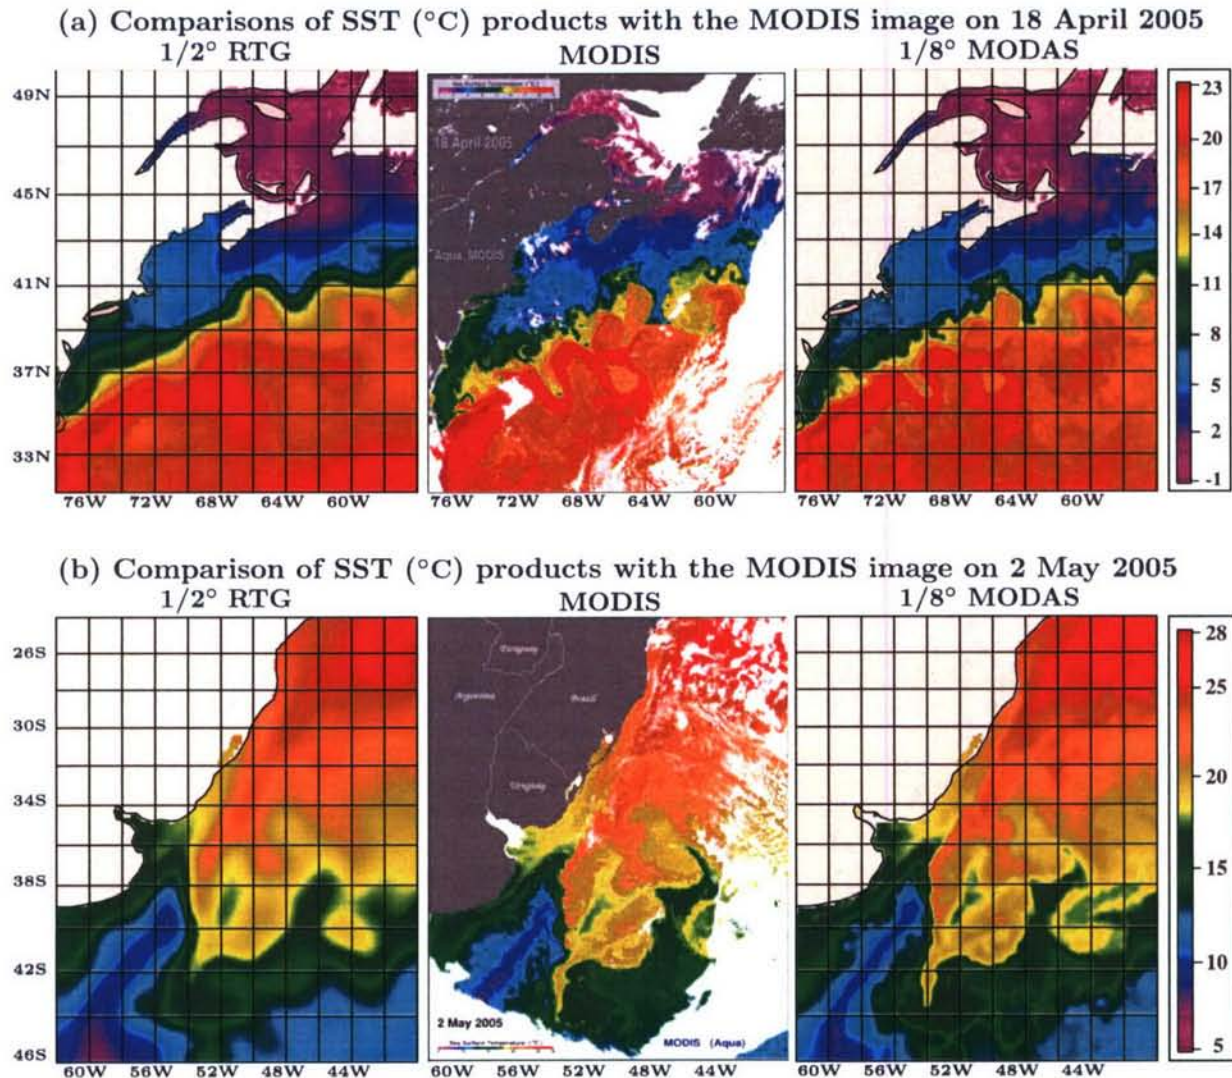 (a) Comparisons of SST (°C) products with the MODIS image on 18 April 2005
1/2° RTG MODIS 1/8° MODAS
49N
45N
41N
37N
33N
76W 72W 68W 64W 60W
18 April 2005
Aqua, MODIS
76W 72W 68W 64W 60W
76W 72W 68W 64W 60W
23
20
17
14
11
8
5
2
-1
(b) Comparison of SST (°C) products with the MODIS image on 2 May 2005
1/2° RTG MODIS 1/8° MODAS
26S
30S
34S
38S
42S
46S
60W 56W 52W 48W 44W
Argentina
Brazil
Uruguay
2 May 2005
Sea Surface Temperature (°C)
MODIS (Aqua)
60W 56W 52W 48W 44W
60W 56W 52W 48W 44W
28
25
20
15
10
5